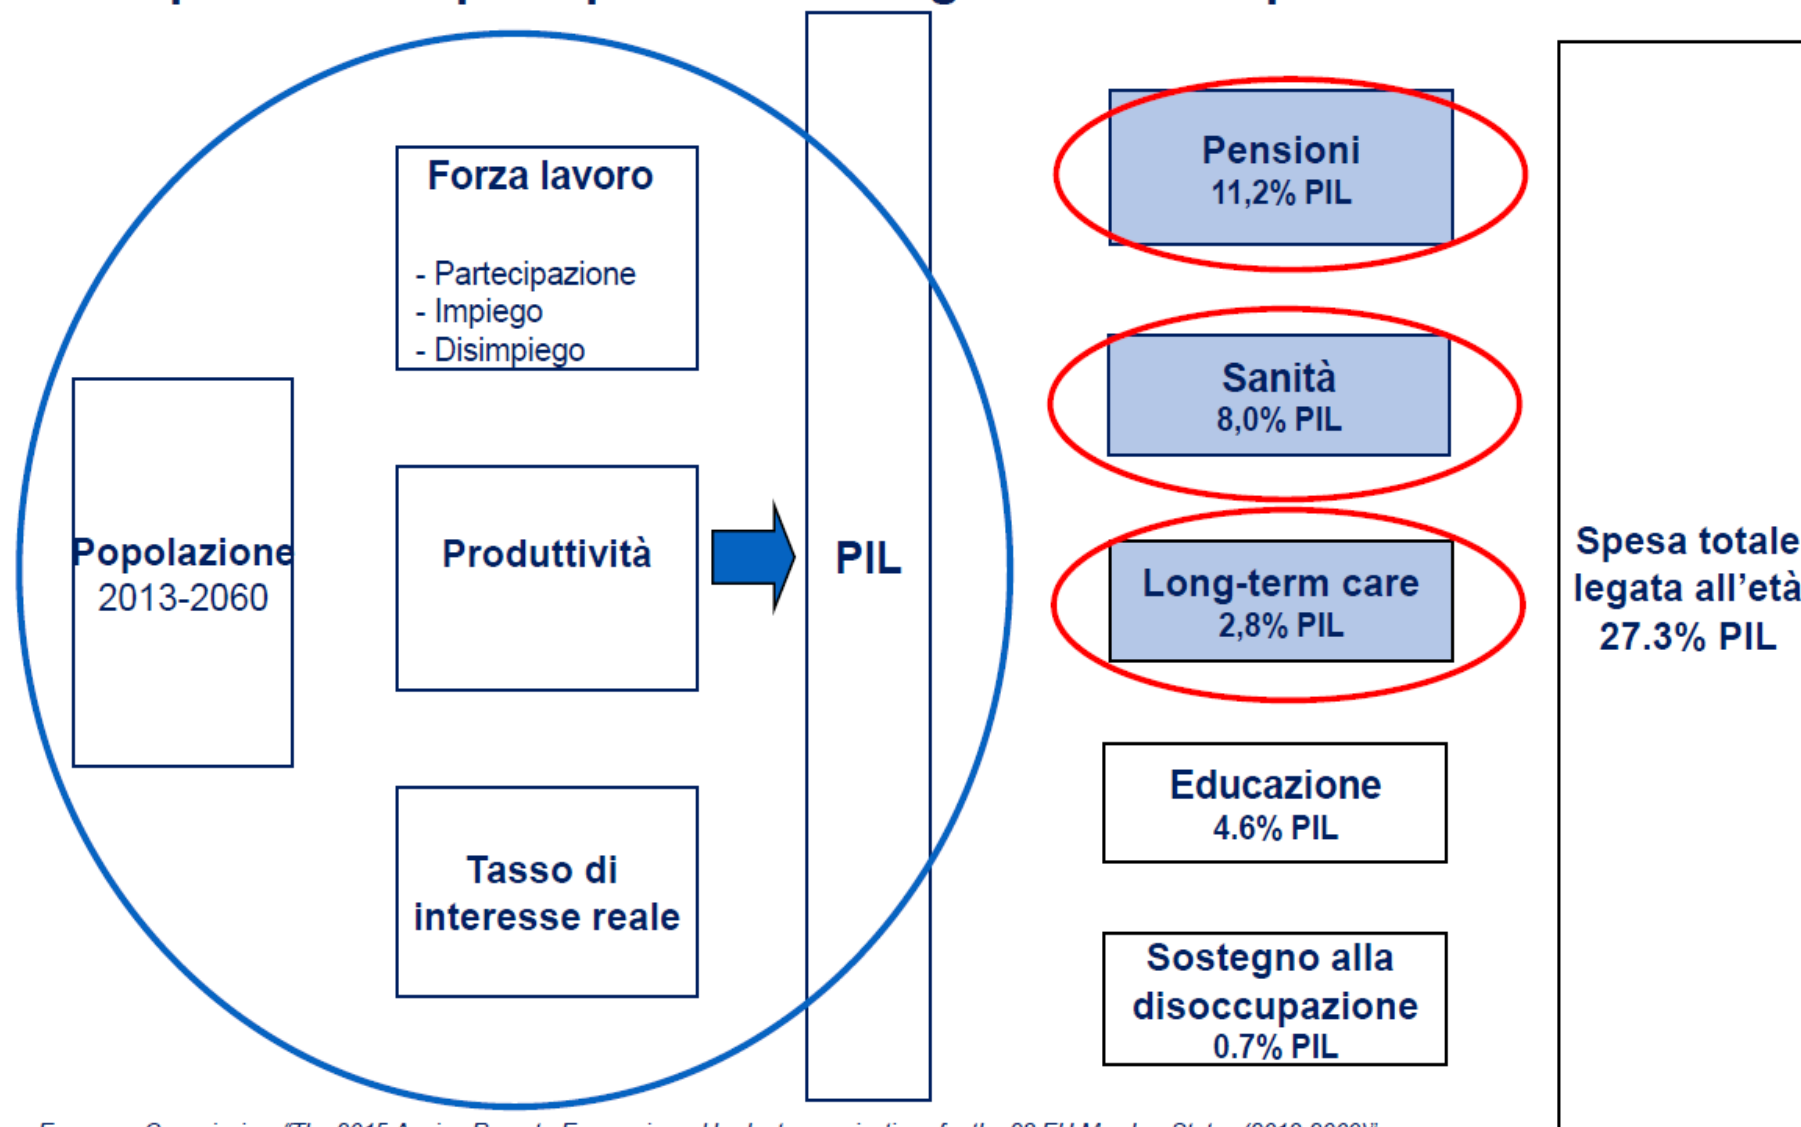 Forza lavoro
- Partecipazione
- Impiego
- Disimpiego
Popolazione
2013-2060
Produttività
Tasso di
interesse reale
PIL
Pensioni
11,2% PIL
Sanità
8,0% PIL
Long-term care
2,8% PIL
Educazione
4.6% PIL
Sostegno alla
disoccupazione
0.7% PIL
Spesa totale
legata all'età
27.3% PIL